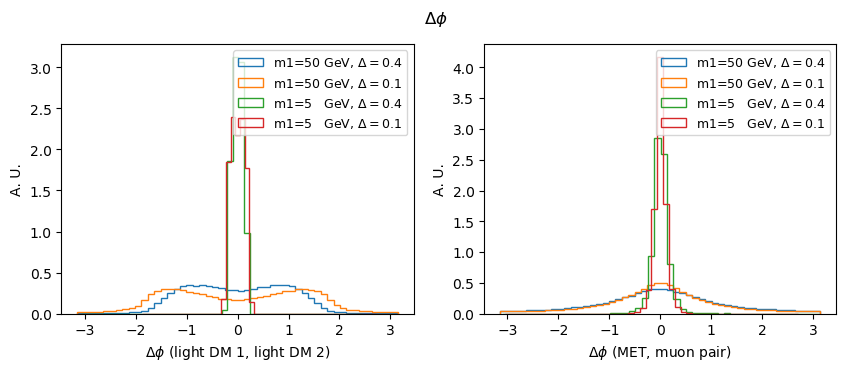 Δϕ
A. U.
3.0
2.5
2.0
1.5
1.0
0.5
0.0
m1=50 GeV, Δ = 0.4
m1=50 GeV, Δ = 0.1
m1=5 GeV, Δ = 0.4
m1=5 GeV, Δ = 0.1
−3 −2 −1 0 1 2 3
Δϕ (light DM 1, light DM 2)
A. U.
4.0
3.5
3.0
2.5
2.0
1.5
1.0
0.5
0.0
m1=50 GeV, Δ = 0.4
m1=50 GeV, Δ = 0.1
m1=5 GeV, Δ = 0.4
m1=5 GeV, Δ = 0.1
−3 −2 −1 0 1 2 3
Δϕ (MET, muon pair)